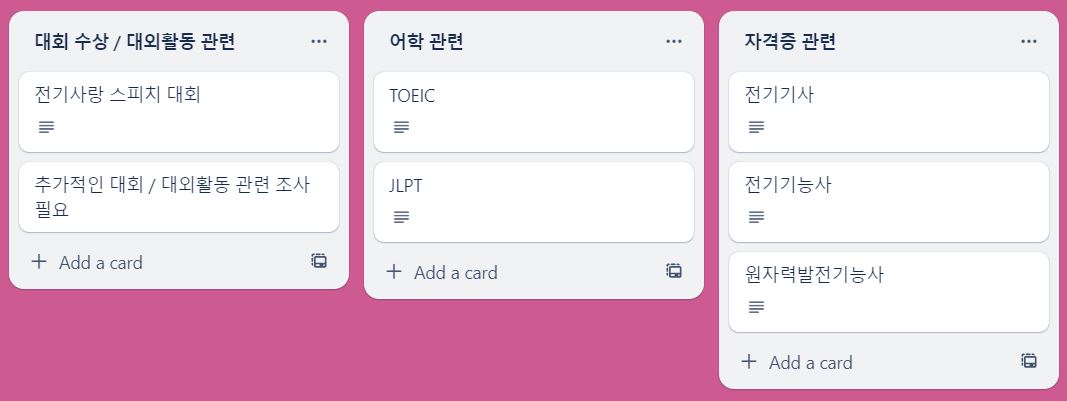 대회 수상 / 대외활동 관련
전기사랑 스피치 대회
추가적인 대회 / 대외활동 관련 조사
필요
Add a card
어학 관련
TOEIC
JLPT
Add a card
자격증 관련
전기기사
전기기능사
원자력발전기능사
Add a card